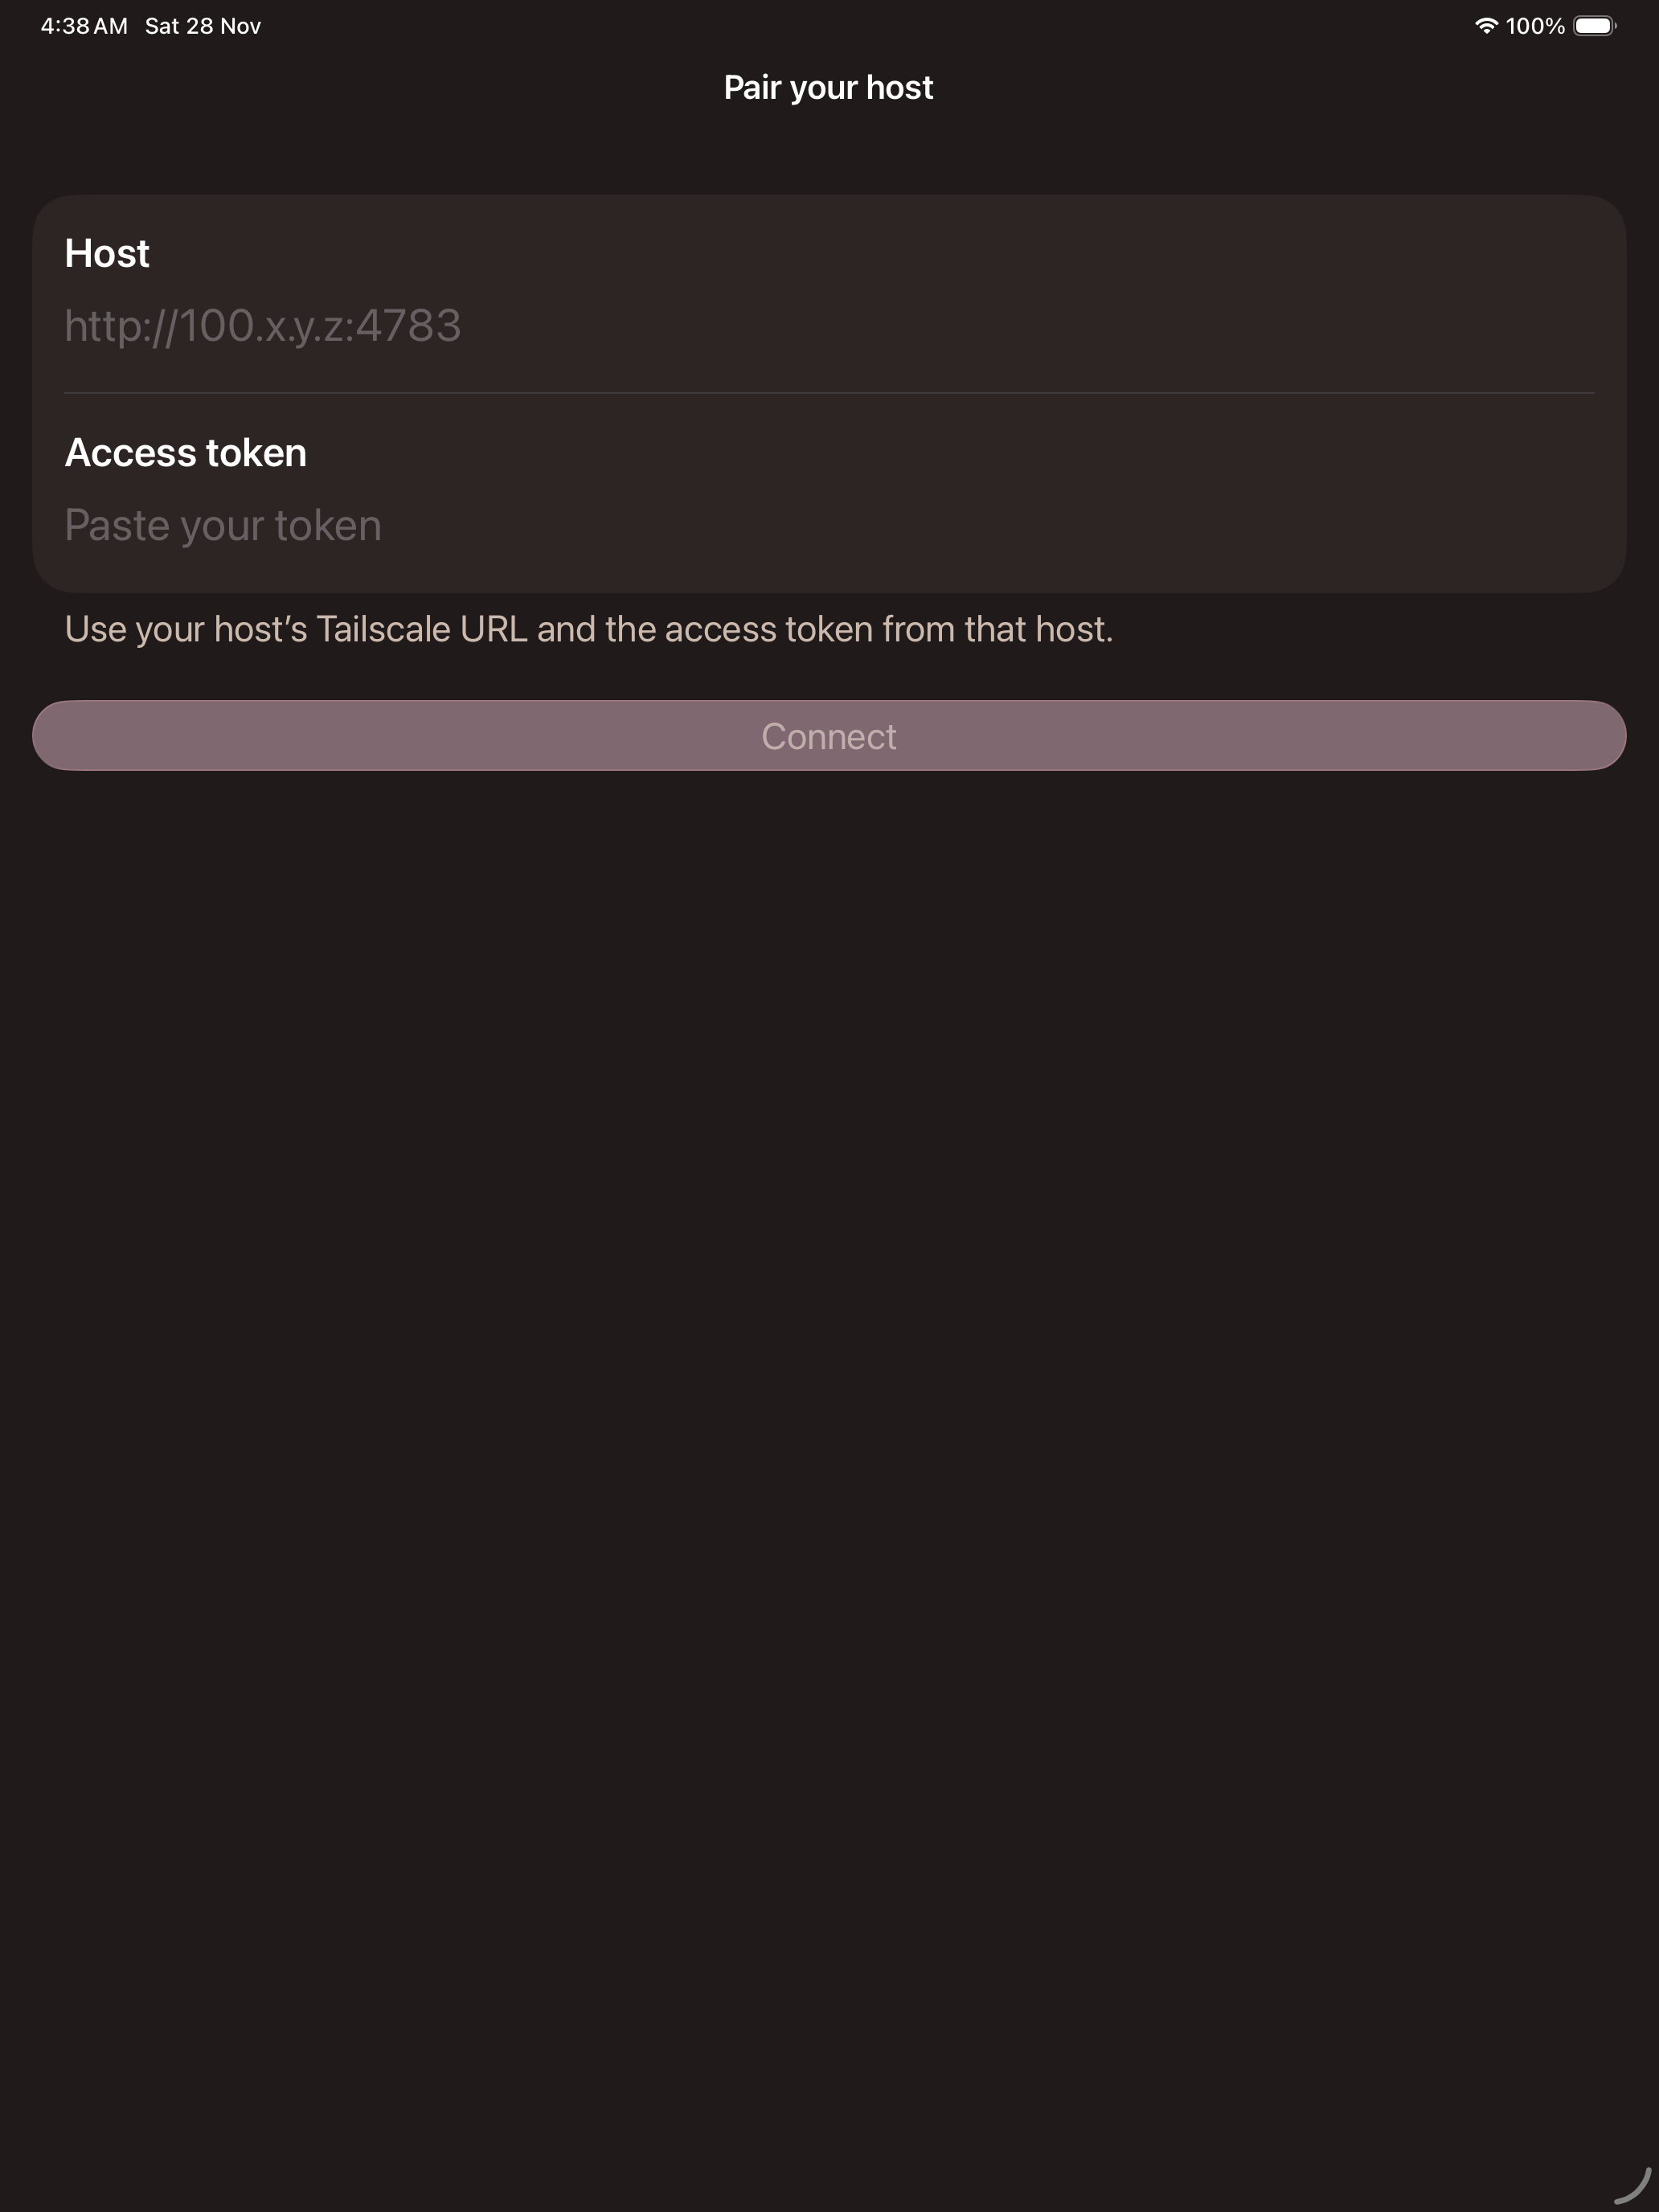 4:38 AM Sat 28 Nov 100%
Pair your host
Host
http://100.x.y.z:4783
Access token
Paste your token
Use your host’s Tailscale URL and the access token from that host.
Connect